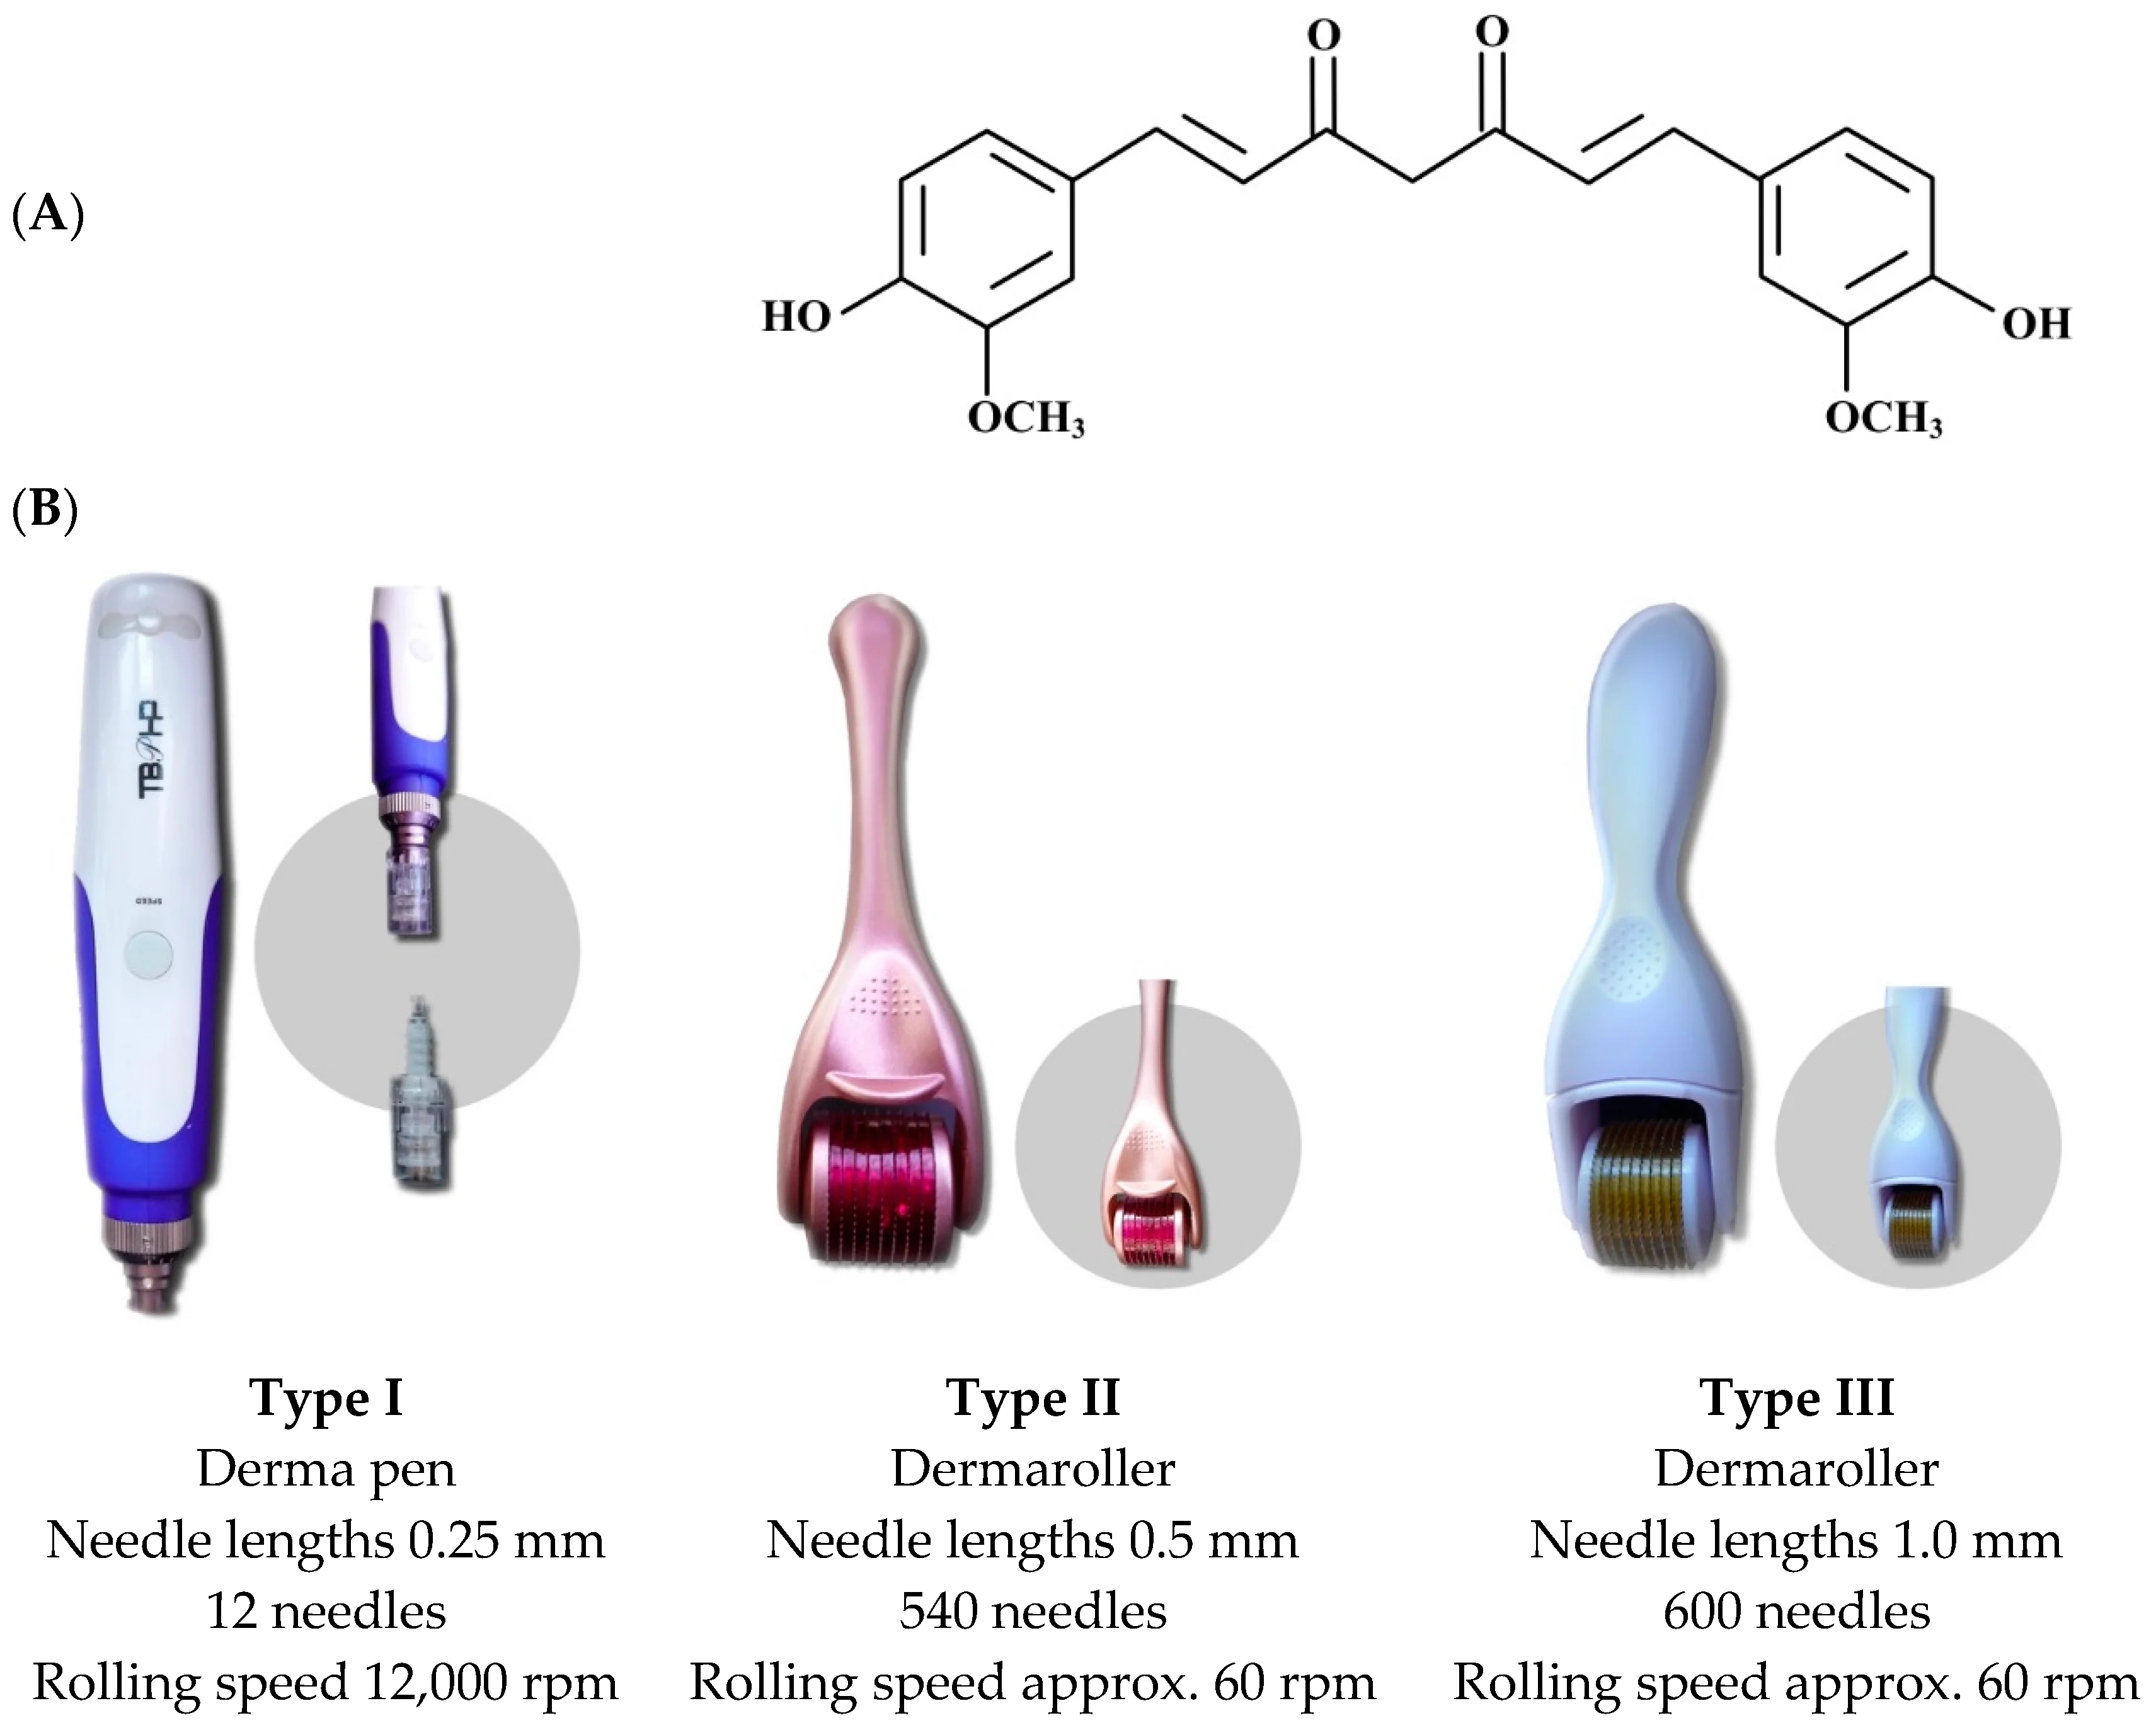 (A)
O O
HO OCH3 OCH3 OH
(B)
SPEED
Type I
Derma pen
Needle lengths 0.25 mm
12 needles
Rolling speed 12,000 rpm
Type II
Dermaroller
Needle lengths 0.5 mm
540 needles
Rolling speed approx. 60 rpm
Type III
Dermaroller
Needle lengths 1.0 mm
600 needles
Rolling speed approx. 60 rpm